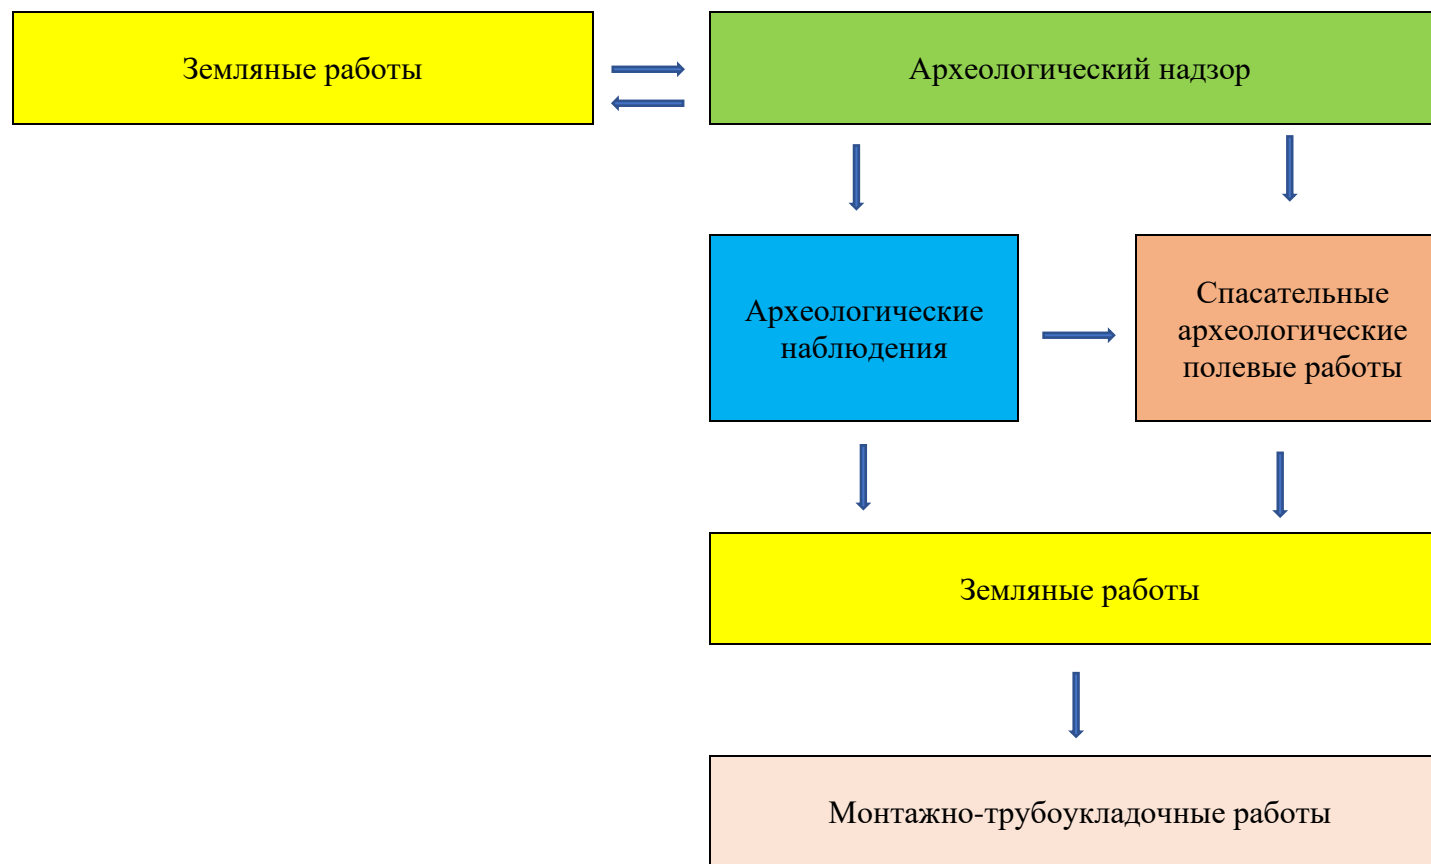 Земляные работы
Археологический надзор
Археологические
наблюдения
Спасательные
археологические
полевые работы
Земляные работы
Монтажно-трубоукладочные работы